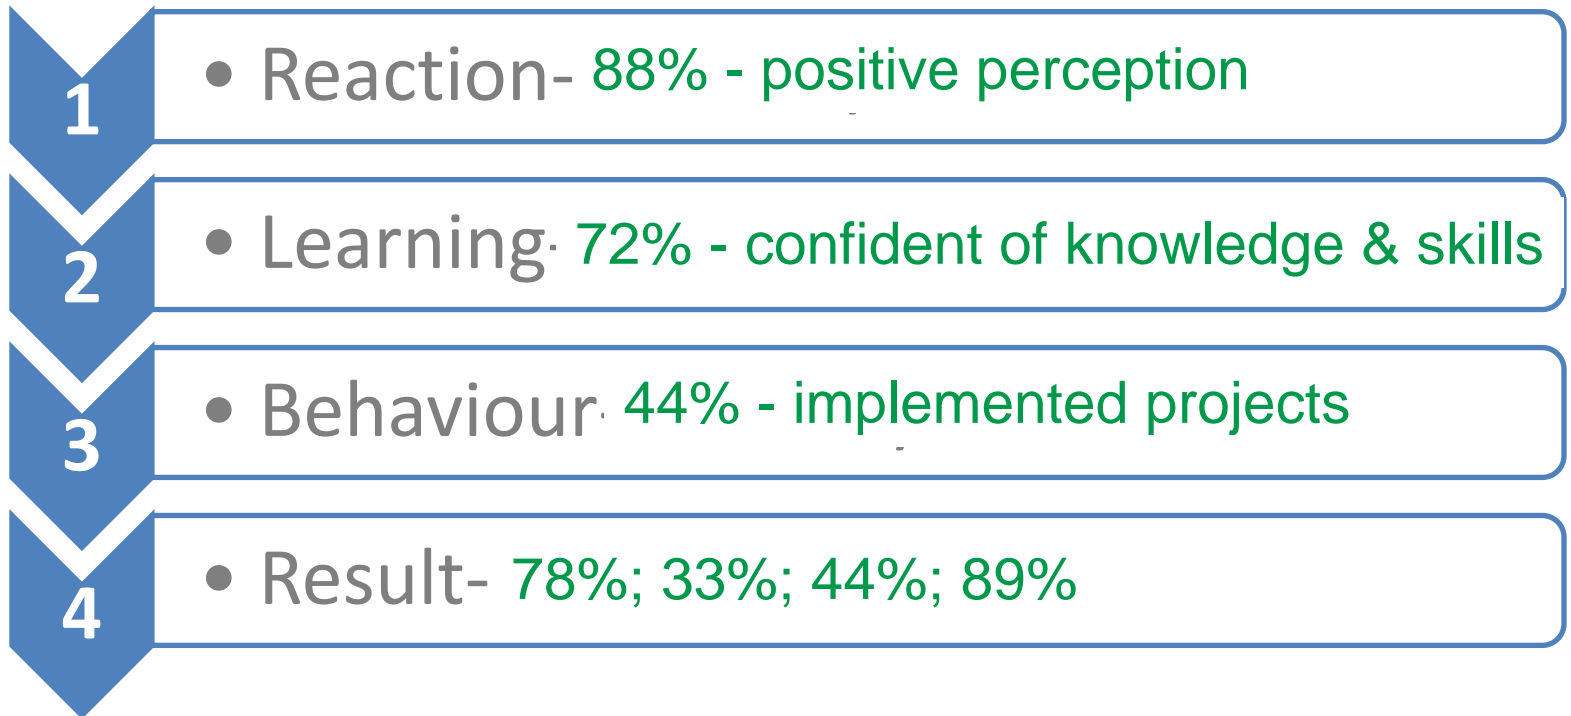 1
• Reaction- 88% - positive perception
2
• Learning- 72% - confident of knowledge & skills
3
• Behaviour- 44% - implemented projects
4
• Result- 78%; 33%; 44%; 89%